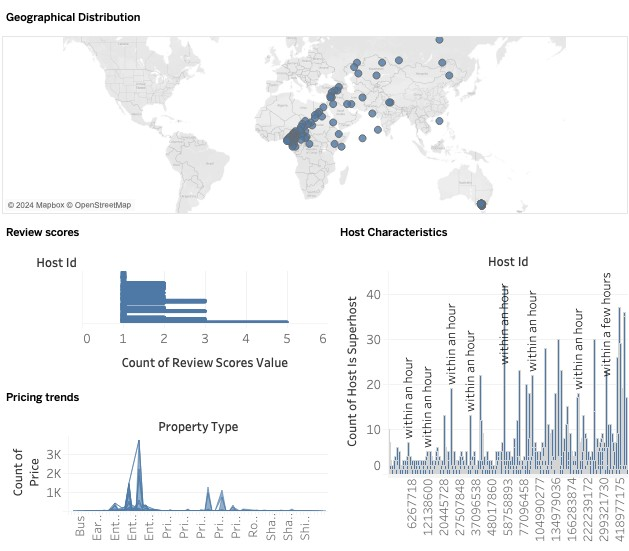 Geographical Distribution
© 2024 Mapbox © OpenStreetMap
Review scores
Host Id
0 1 2 3 4 5 6
Count of Review Scores Value
Pricing trends
Property Type
Count of
Price
3K
2K
1K
Bus
Ear..
Ent..
Ent..
Ent..
Pri..
Pri..
Pri..
Pri..
Ro..
Sha..
Sha..
Shi..
Host Characteristics
Host Id
Count of Host Is Superhost
40
30
20
10
0
within an hour
within an hour
within an hour
within an hour
within an hour
within an hour
within an hour
within a few hours
6267718
12138600
20445728
27507848
37096538
48017860
58758893
77096458
104990277
134979036
166283874
222239172
299321730
418977175